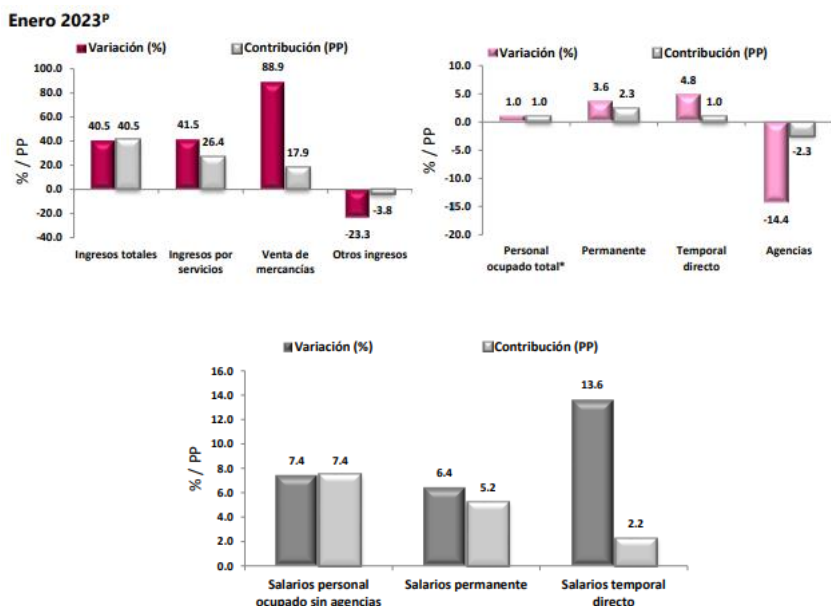 Enero 2023ᵖ
Variación (%) Contribución (PP)
100.0
80.0
60.0
40.0
20.0
0.0
-20.0
-40.0
% / PP
40.5 40.5 41.5 26.4 88.9 17.9 -23.3 -3.8
Ingresos totales Ingresos por Venta de Otros ingresos
servicios mercancías
Variación (%) Contribución (PP)
10.0
5.0
0.0
-5.0
-10.0
-15.0
-20.0
% / PP
1.0 1.0 3.6 2.3 4.8 1.0 -14.4 -2.3
Personal Permanente Temporal Agencias
ocupado total* directo
Variación (%) Contribución (PP)
16.0
14.0
12.0
10.0
8.0
6.0
4.0
2.0
0.0
% / PP
7.4 7.4 6.4 5.2 13.6 2.2
Salarios personal Salarios permanente Salarios temporal
ocupado sin agencias directo